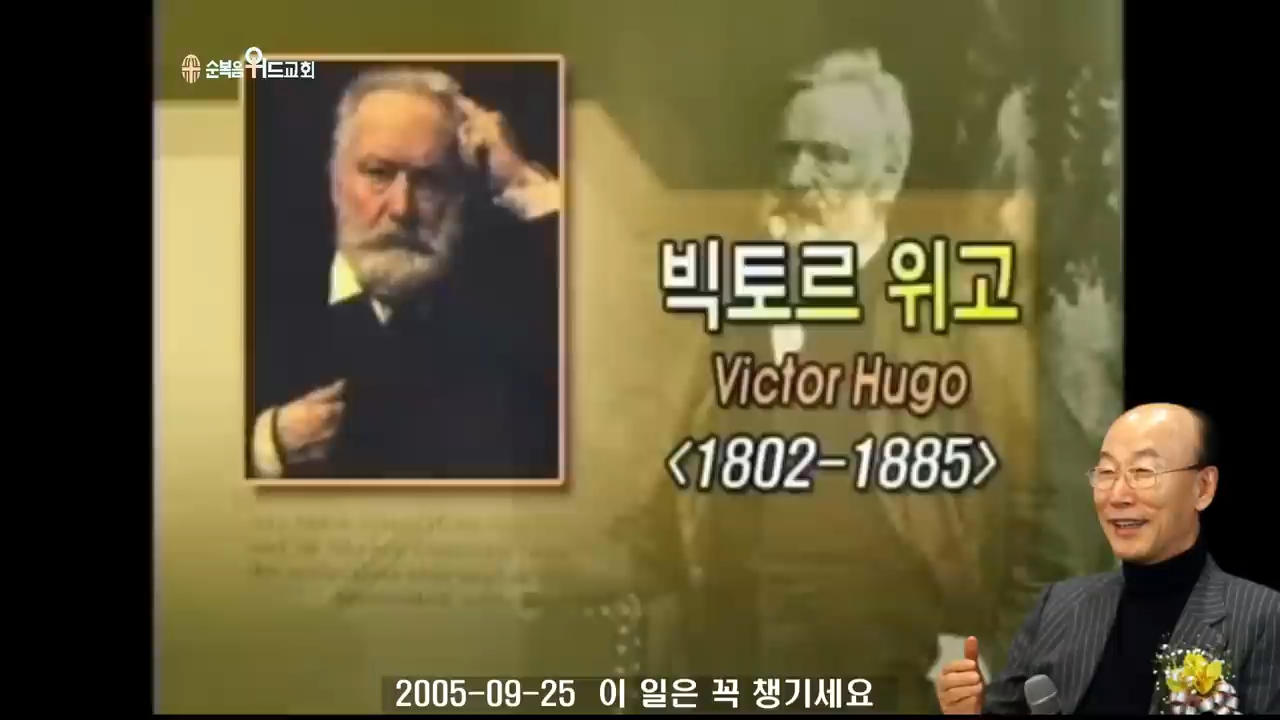 순복음위드교회
빅토르 위고
Victor Hugo
<1802-1885>
2005-09-25 이 일은 꼭 챙기세요